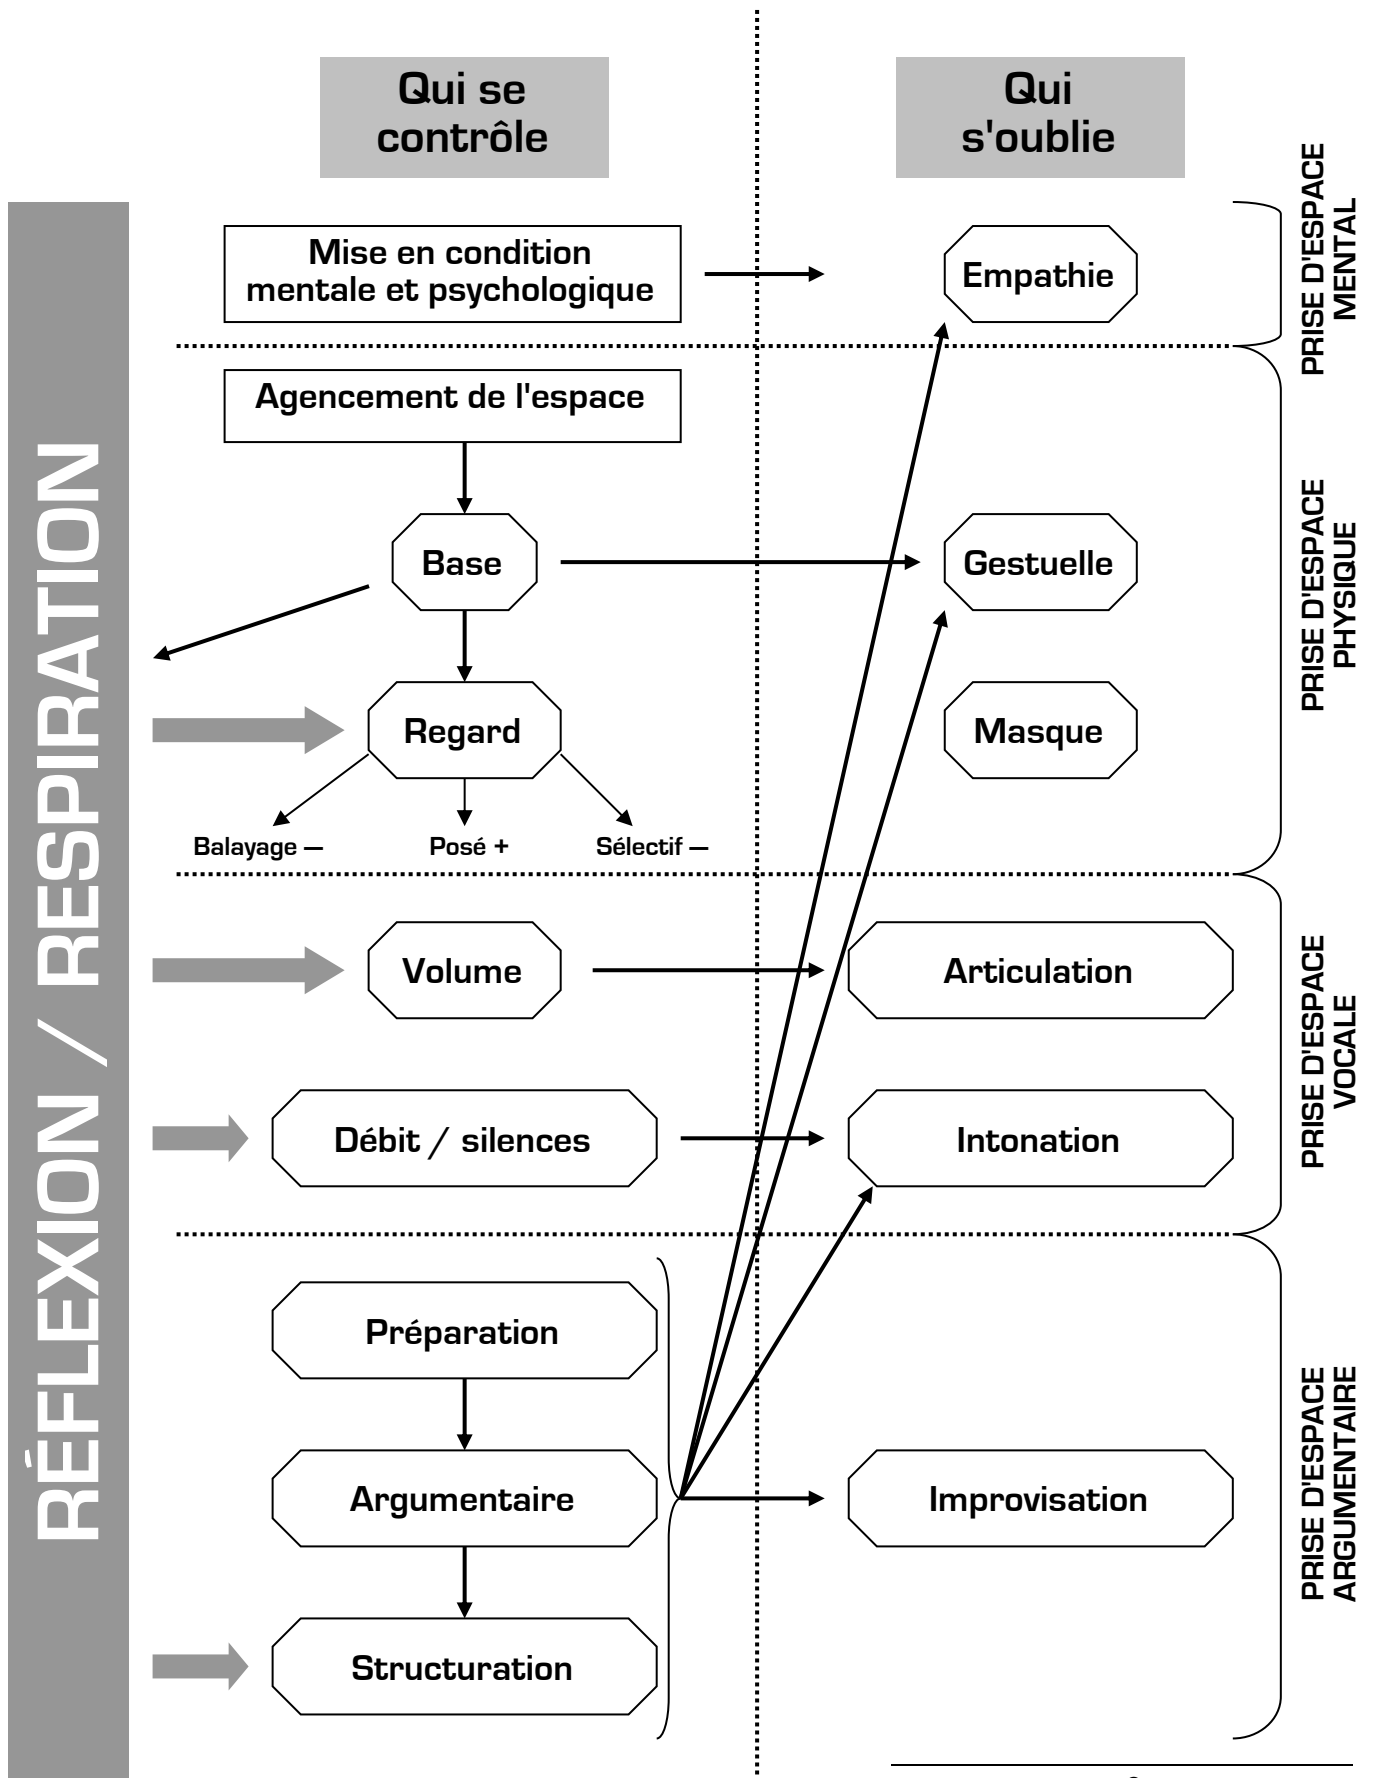 Qui se
contrôle
Qui
s'oublie
Mise en condition
mentale et psychologique
Empathie
PRISE D'ESPACE
MENTAL
Agencement de l'espace
Base
Gestuelle
Regard
Masque
Balayage –
Posé +
Sélectif –
PRISE D'ESPACE
PHYSIQUE
Volume
Articulation
Débit / silences
Intonation
PRISE D'ESPACE
VOCALE
Préparation
Argumentaire
Improvisation
Structuration
PRISE D'ESPACE
ARGUMENTAIRE
RÉFLEXION / RESPIRATION